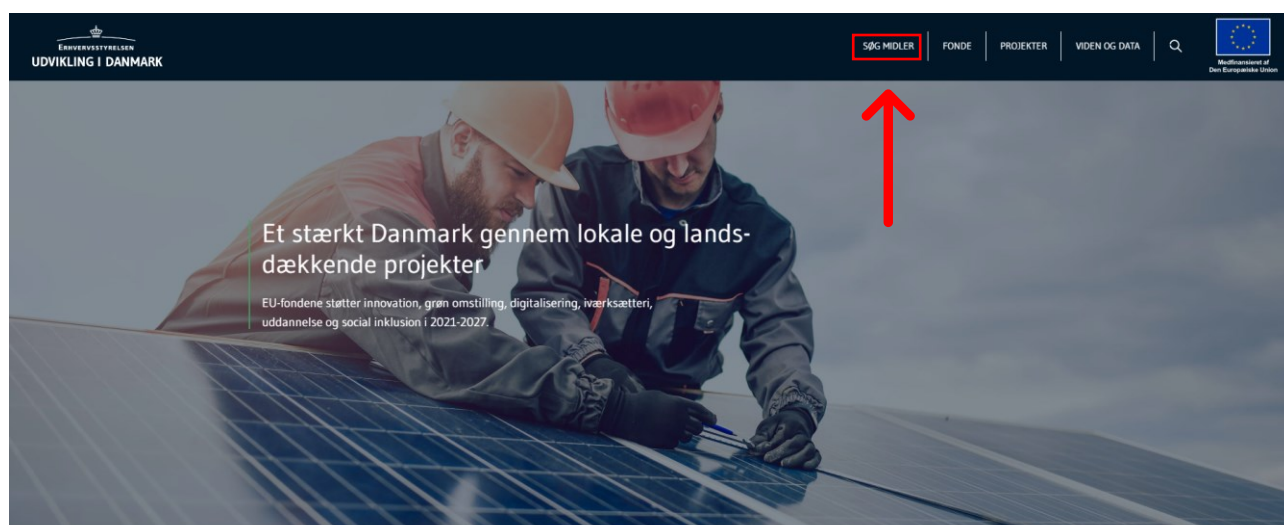 ERHVERVSSTYRELSEN
UDVIKLING I DANMARK
SØG MIDLER
FONDE
PROJEKTER
VIDEN OG DATA
Medfinansieret af
Den Europæiske Union
Et stærkt Danmark gennem lokale og lands-
dækkende projekter
EU-fondene støtter innovation, grøn omstilling, digitalisering, iværksætteri,
uddannelse og social inklusion i 2021-2027.